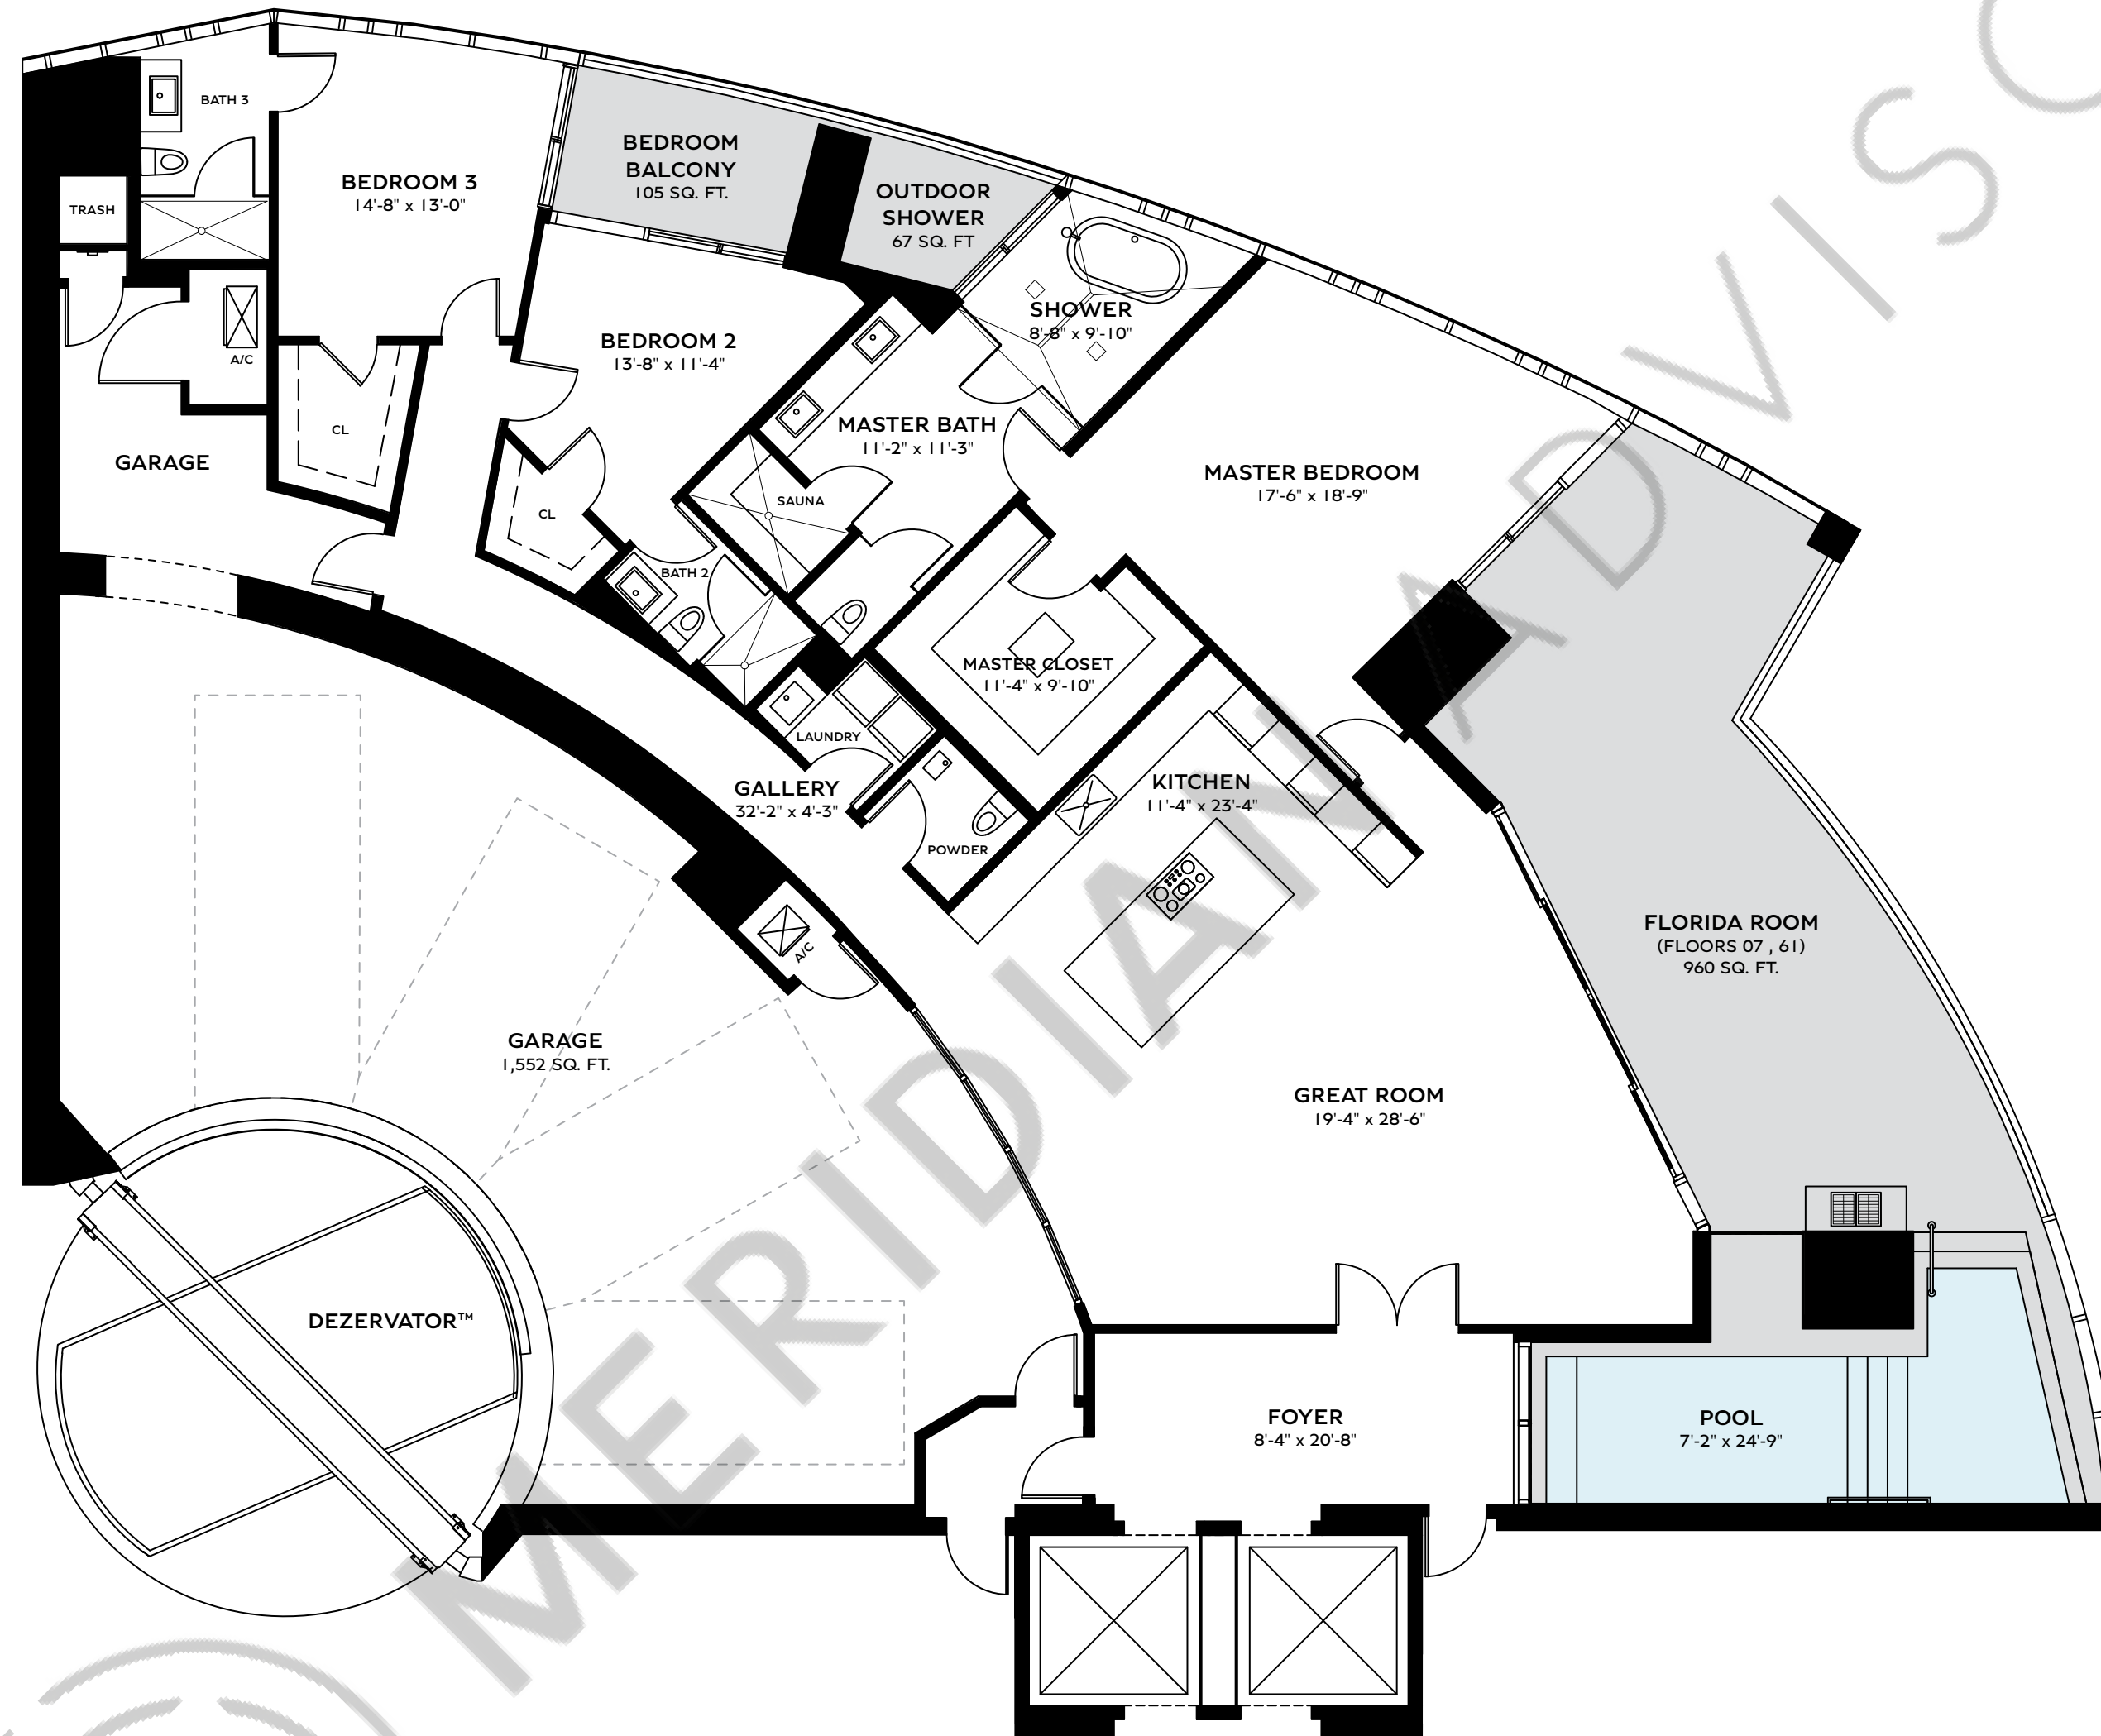 BATH 3
BEDROOM 3
14'-8" x 13'-0"
BEDROOM
BALCONY
105 SQ. FT.
OUTDOOR
SHOWER
67 SQ. FT
TRASH
A/C
CL
GARAGE
BEDROOM 2
13'-8" x 11'-4"
SHOWER
8'-8" x 9'-10"
MASTER BATH
11'-2" x 11'-3"
SAUNA
CL
BATH 2
MASTER BEDROOM
17'-6" x 18'-9"
MASTER CLOSET
11'-4" x 9'-10"
LAUNDRY
GALLERY
32'-2" x 4'-3"
POWDER
KITCHEN
11'-4" x 23'-4"
A/C
FLORIDA ROOM
(FLOORS 07 , 61)
960 SQ. FT.
GARAGE
1,552 SQ. FT.
GREAT ROOM
19'-4" x 28'-6"
DEZERVATOR™
FOYER
8'-4" x 20'-8"
POOL
7'-2" x 24'-9"
MERIDIAN ADVISO